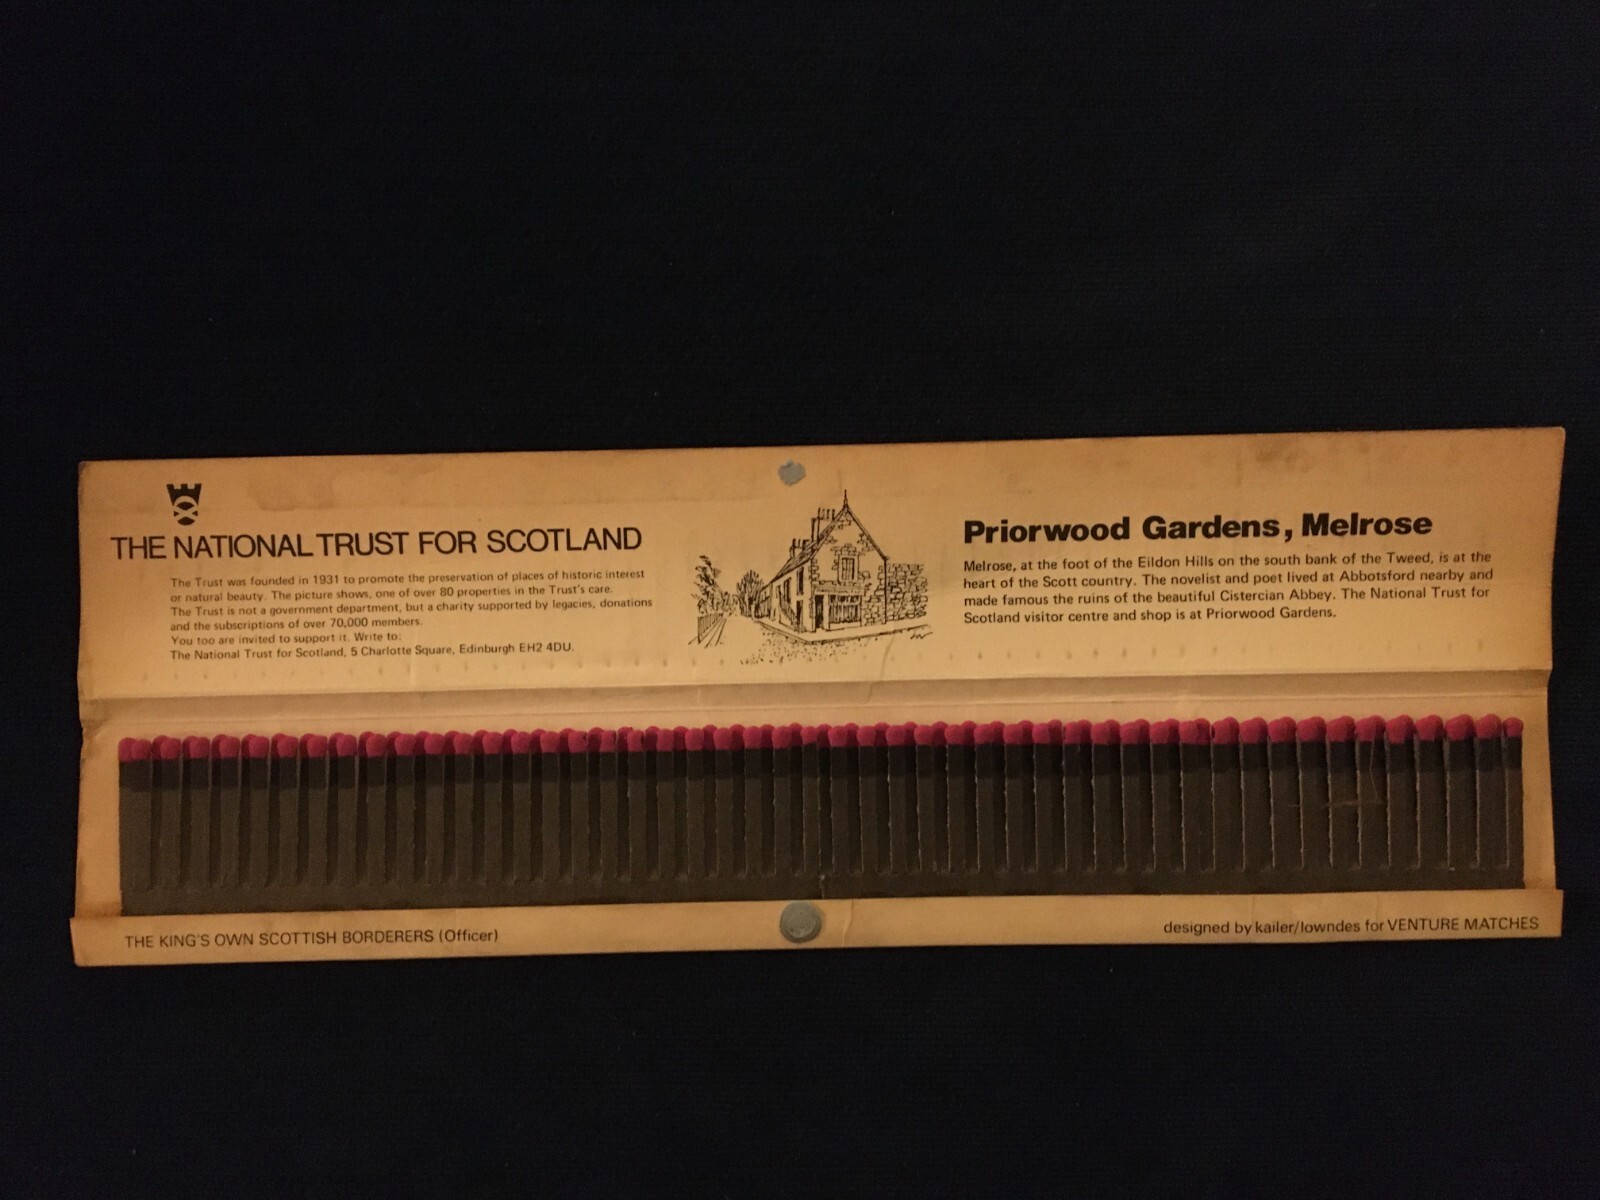 THE NATIONAL TRUST FOR SCOTLAND
The Trust was founded in 1931 to promote the preservation of places of historic interest
or natural beauty. The picture shows, one of over 80 properties in the Trust's care.
The Trust is not a government department, but a charity supported by legacies, donations
and the subscriptions of over 70,000 members.
You too are invited to support it. Write to:
The National Trust for Scotland, 5 Charlotte Square, Edinburgh EH2 4DU.
Priorwood Gardens, Melrose
Melrose, at the foot of the Eildon Hills on the south bank of the Tweed, is at the
heart of the Scott country. The novelist and poet lived at Abbotsford nearby and
made famous the ruins of the beautiful Cistercian Abbey. The National Trust for
Scotland visitor centre and shop is at Priorwood Gardens.
THE KING'S OWN SCOTTISH BORDERERS (Officer)
designed by kailer/lowndes for VENTURE MATCHES